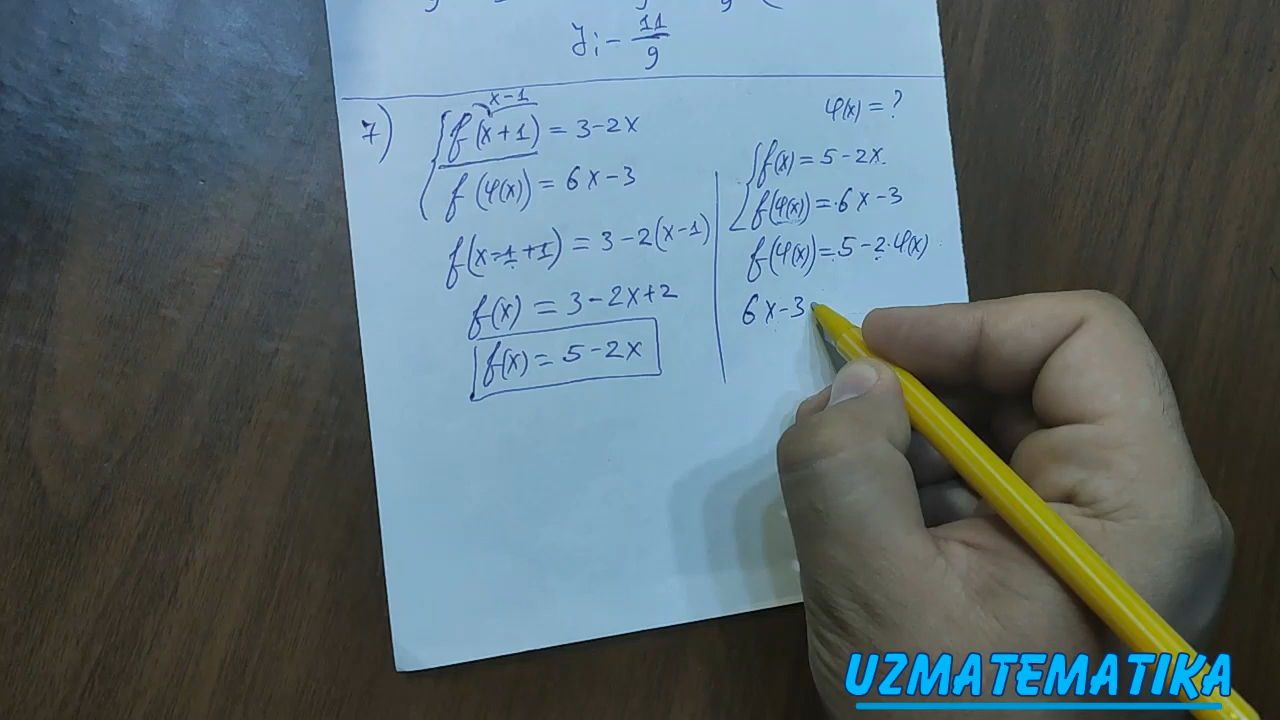 J: - 11/9
7)
x-1
f(x+1) = 3-2x
f(φ(x)) = 6x-3
f(x-1+1) = 3-2(x-1)
f(x) = 3-2x+2
f(x) = 5-2x
φ(x) = ?
f(x) = 5-2x
f(φ(x)) = 6x-3
f(φ(x)) = 5-2·φ(x)
6x-3
UZMATEMATIKA